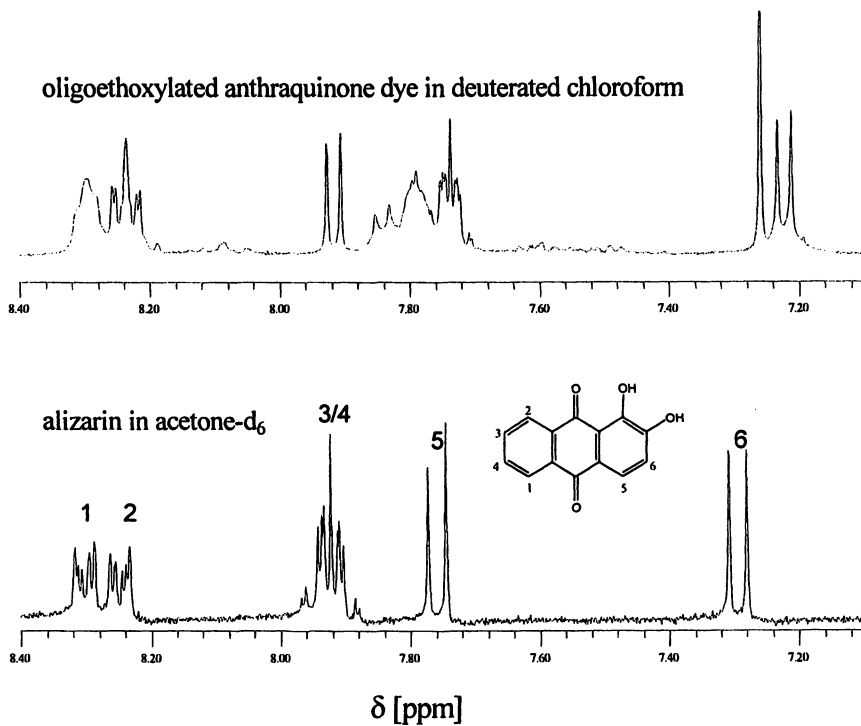 oligoethoxylated anthraquinone dye in deuterated chloroform
8.40 8.20 8.00 7.80 7.60 7.40 7.20
alizarin in acetone-d6
3/4
5
6
1 2
O OH
OH
2
3
4
1
6
5
O
8.40 8.20 8.00 7.80 7.60 7.40 7.20
δ [ppm]